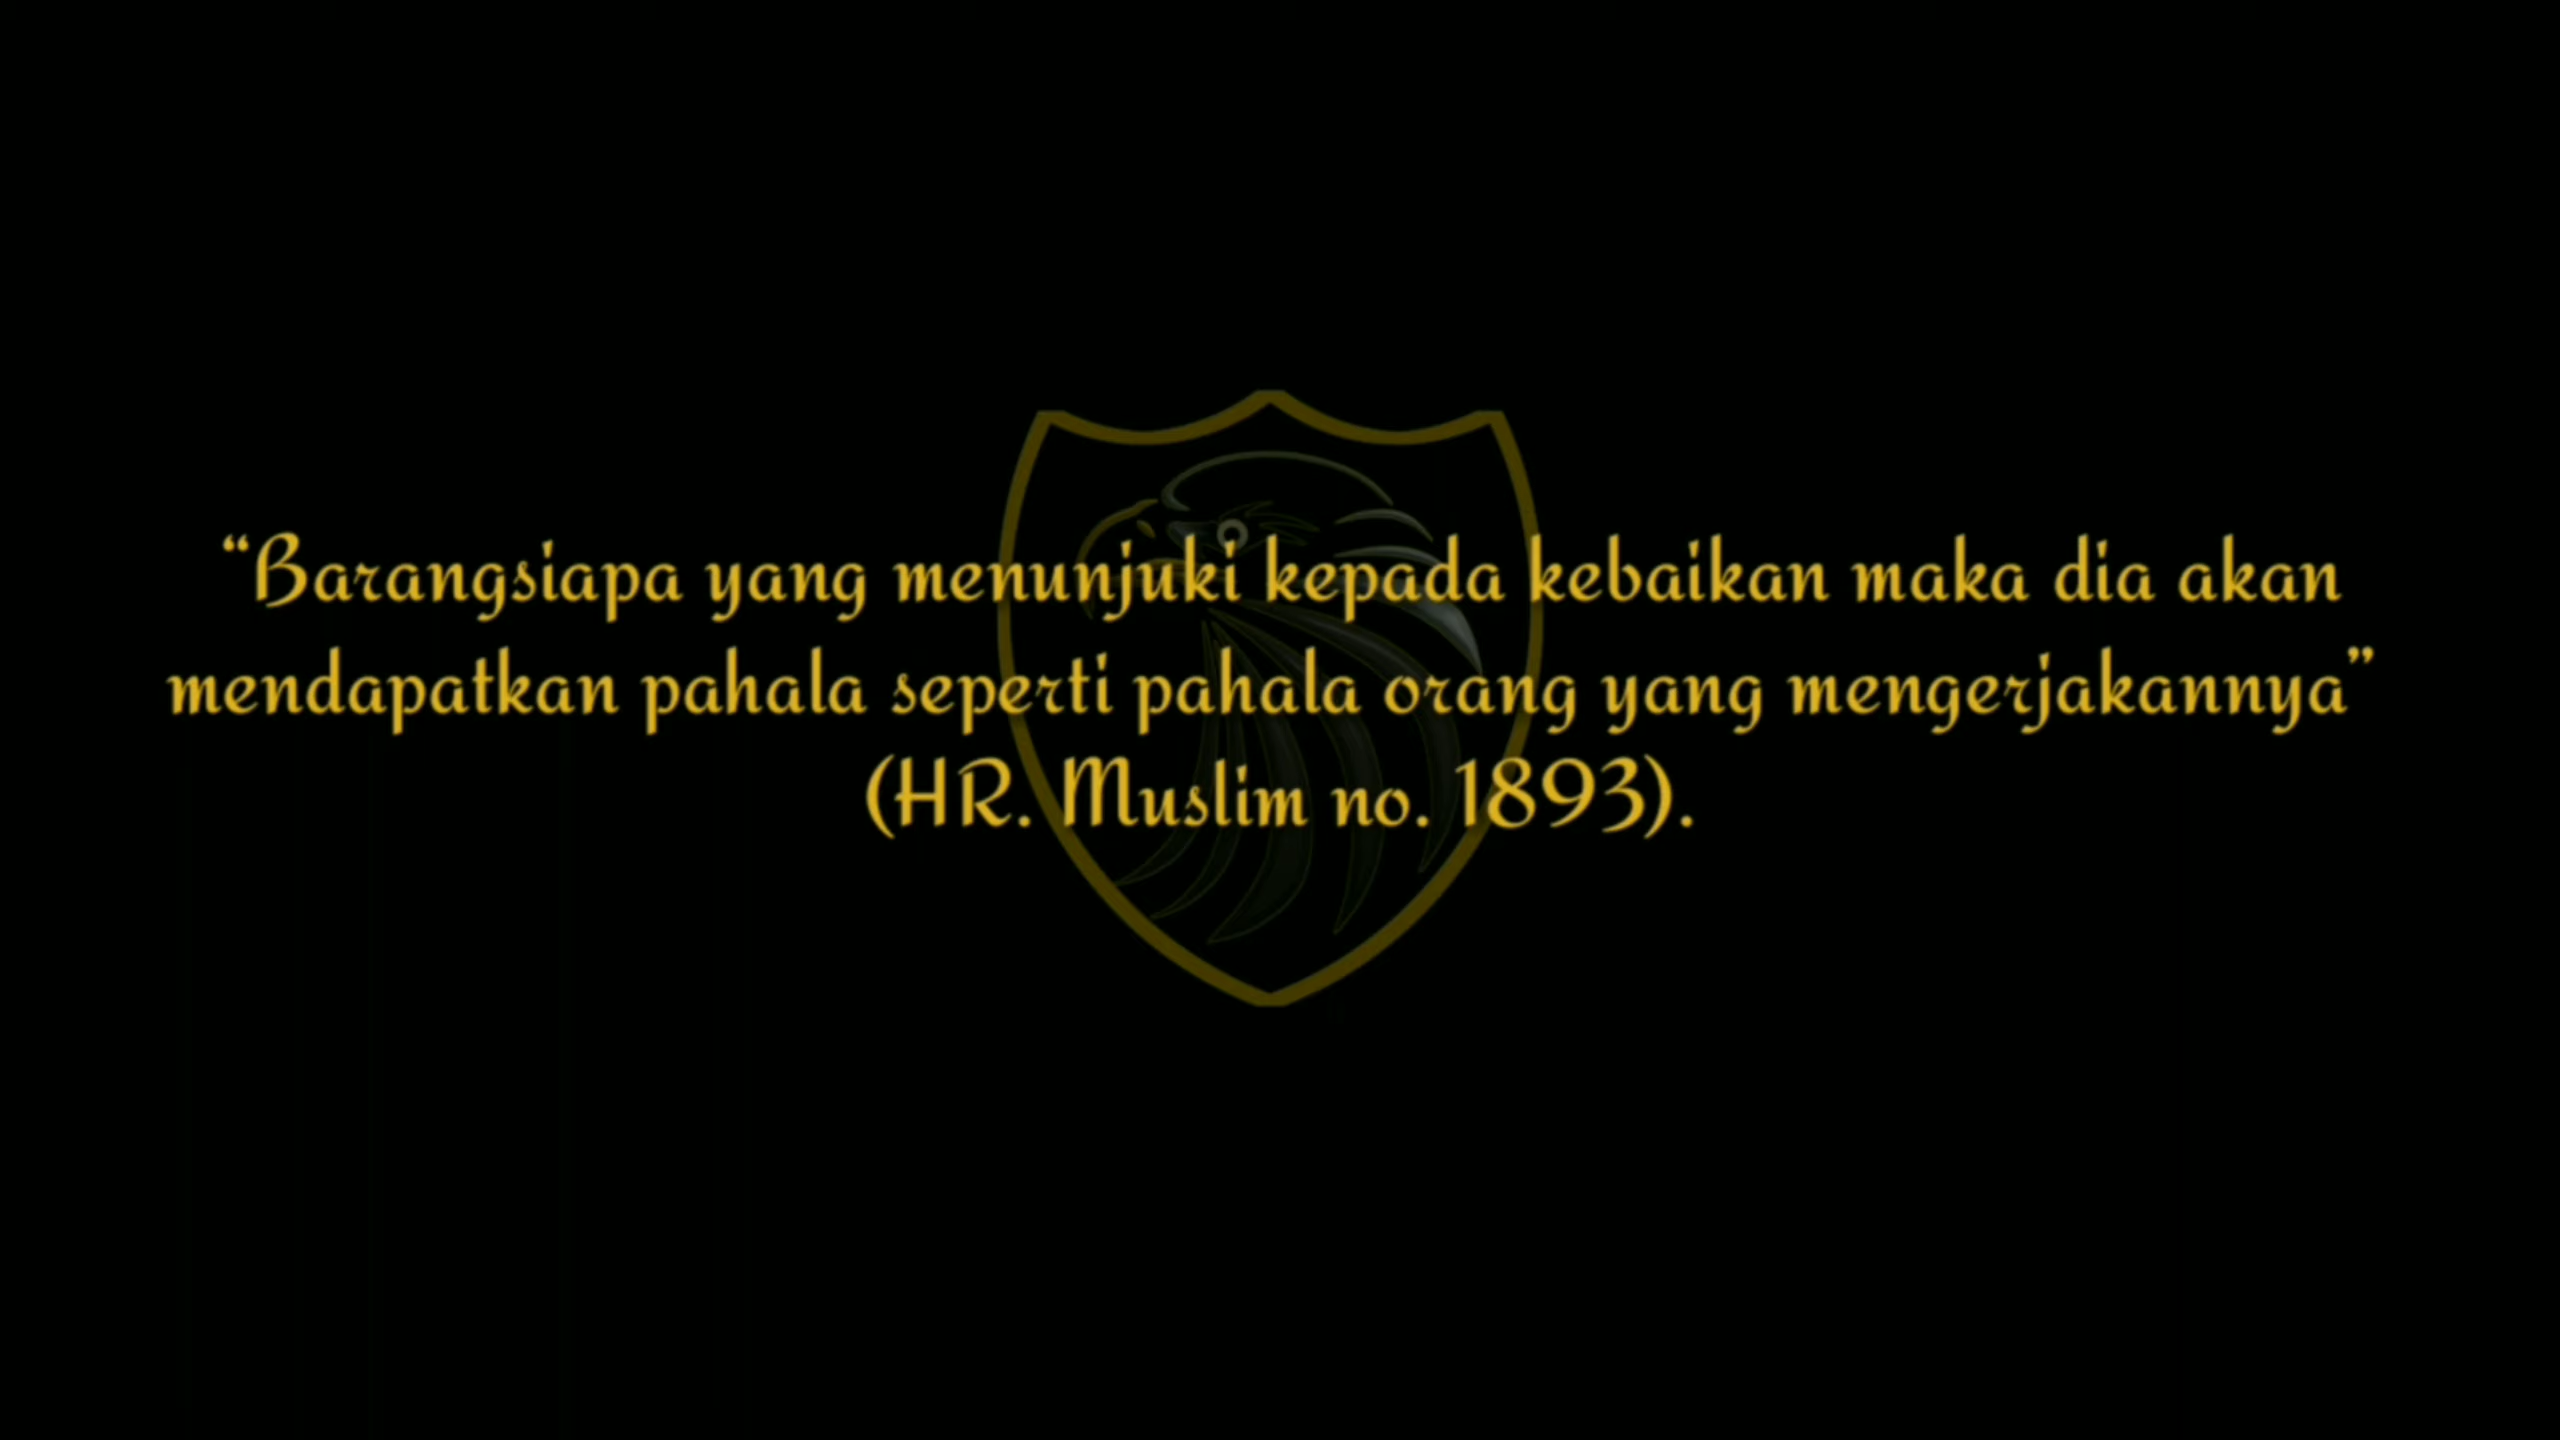 “Barangsiapa yang menunjuki kepada kebaikan maka dia akan
mendapatkan pahala seperti pahala orang yang mengerjakannya”
(HR. Muslim no. 1893).